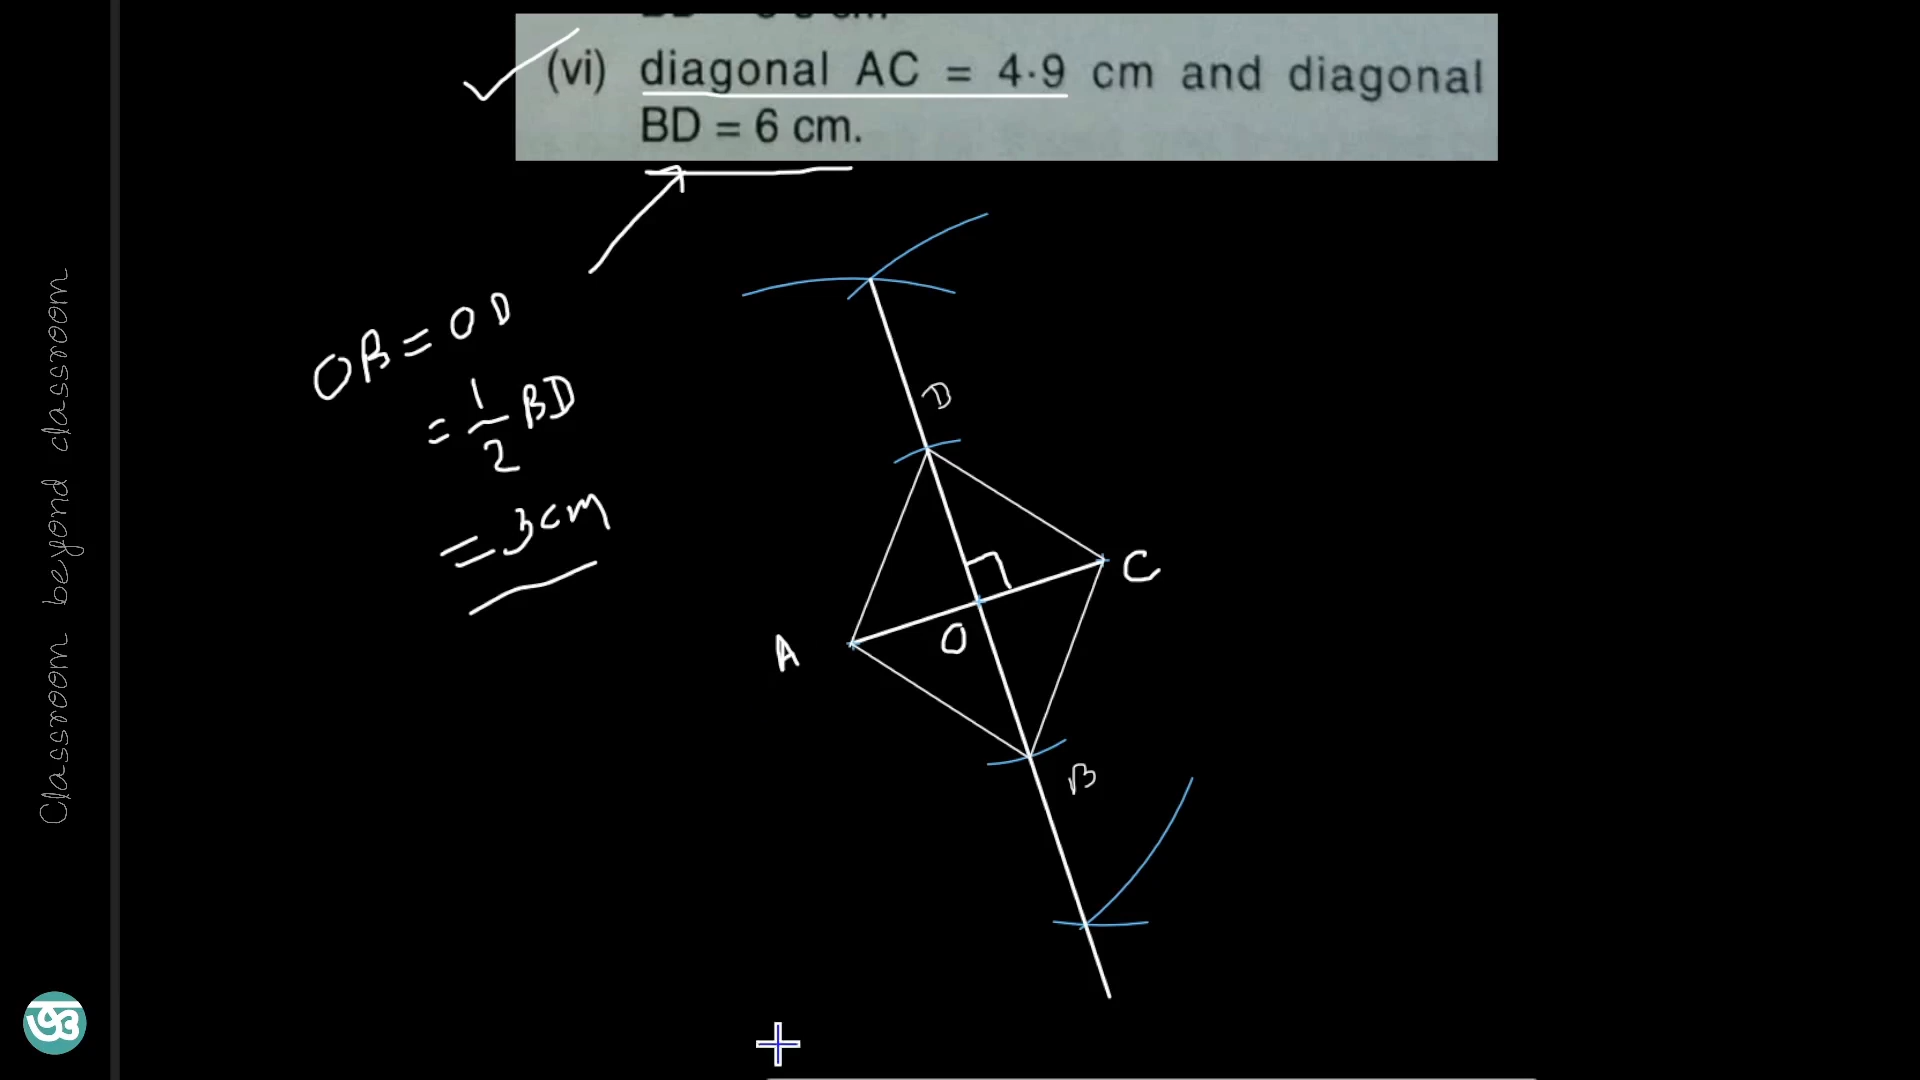 (vi) diagonal AC = 4·9 cm and diagonal
BD = 6 cm.
OB = OD
= 1/2 BD
= 3cm
D
C
O
A
B
Classroom beyond classroom